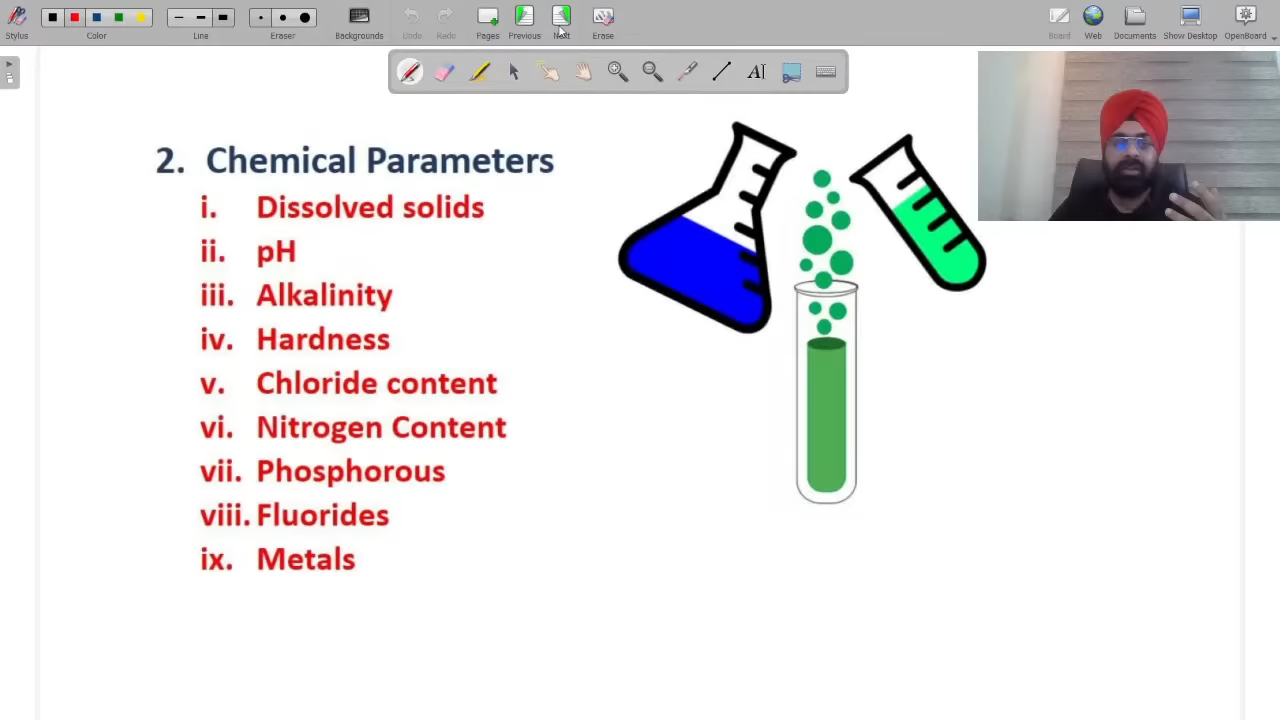 Stylus
Color
Line
Eraser
Backgrounds
Undo
Redo
Pages
Previous
Next
Erase
Board
Web
Documents
Show Desktop
OpenBoard
AI
2. Chemical Parameters
i. Dissolved solids
ii. pH
iii. Alkalinity
iv. Hardness
v. Chloride content
vi. Nitrogen Content
vii. Phosphorous
viii. Fluorides
ix. Metals